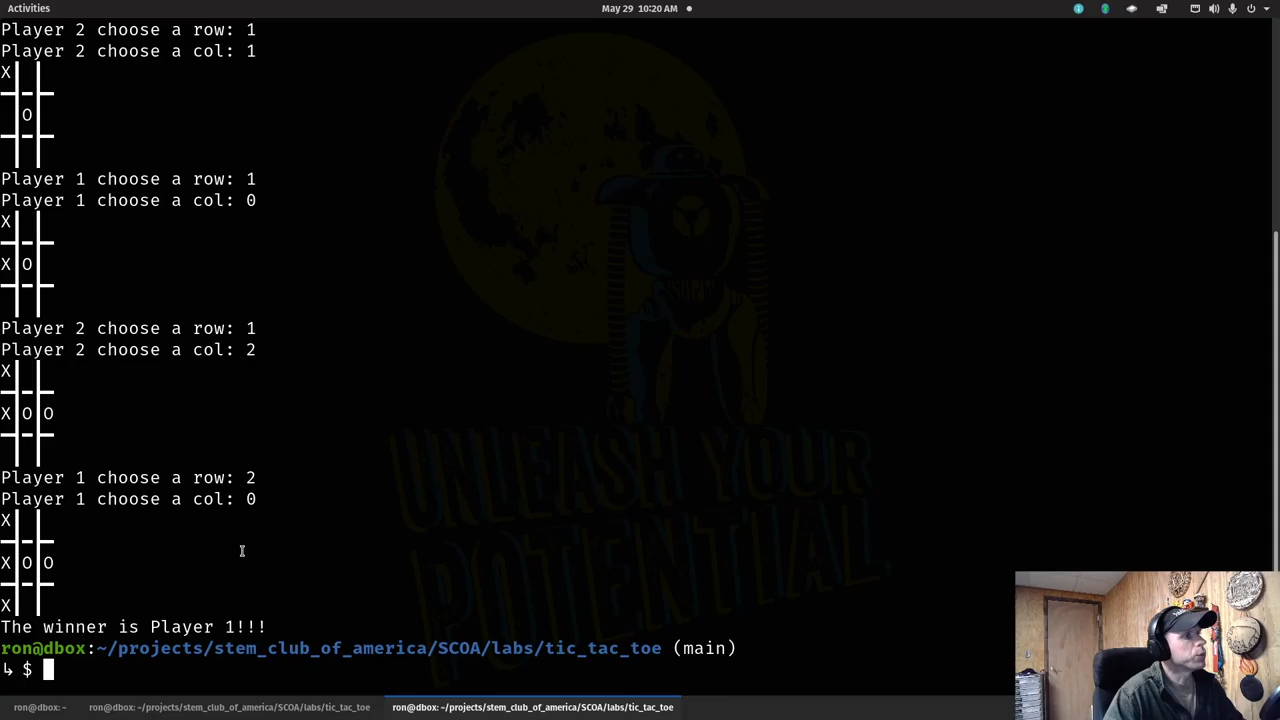 Activities
May 29 10:20 AM
Player 2 choose a row: 1
Player 2 choose a col: 1
X
O
Player 1 choose a row: 1
Player 1 choose a col: 0
X
X O
Player 2 choose a row: 1
Player 2 choose a col: 2
X
X O O
Player 1 choose a row: 2
Player 1 choose a col: 0
X
X O O
X
The winner is Player 1!!!
ron@dbox:~/projects/stem_club_of_america/SCOA/labs/tic_tac_toe (main)
↳ $
UNLEASH YOUR
POTENTIAL
ron@dbox: ~
ron@dbox: ~/projects/stem_club_of_america/SCOA/labs/tic_tac_toe
ron@dbox: ~/projects/stem_club_of_america/SCOA/labs/tic_tac_toe